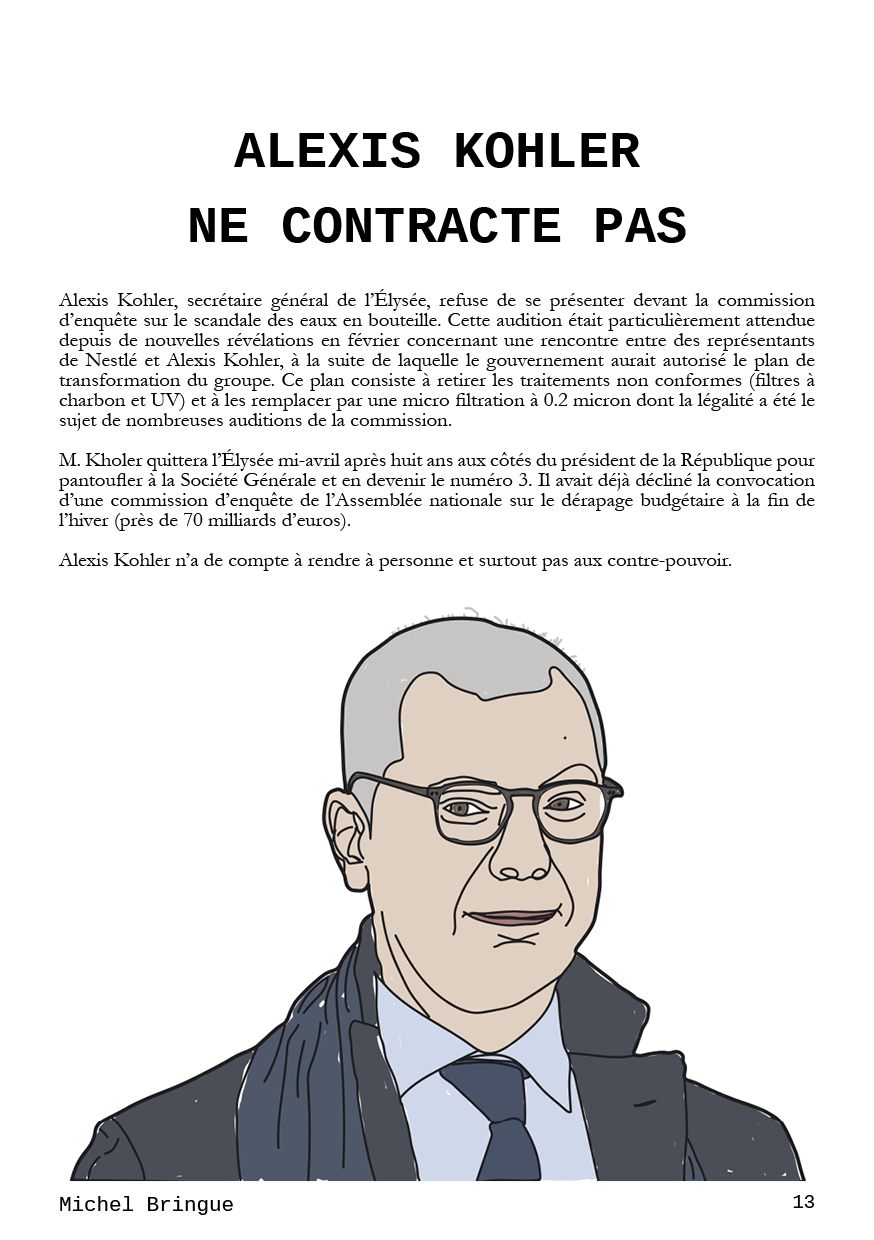 ALEXIS KOHLER
NE CONTRACTE PAS
Alexis Kohler, secrétaire général de l’Élysée, refuse de se présenter devant la commission
d’enquête sur le scandale des eaux en bouteille. Cette audition était particulièrement attendue
depuis de nouvelles révélations en février concernant une rencontre entre des représentants
de Nestlé et Alexis Kohler, à la suite de laquelle le gouvernement aurait autorisé le plan de
transformation du groupe. Ce plan consiste à retirer les traitements non conformes (filtres à
charbon et UV) et à les remplacer par une micro filtration à 0.2 micron dont la légalité a été le
sujet de nombreuses auditions de la commission.
M. Kholer quittera l’Élysée mi-avril après huit ans aux côtés du président de la République pour
pantoufler à la Société Générale et en devenir le numéro 3. Il avait déjà décliné la convocation
d’une commission d’enquête de l’Assemblée nationale sur le dérapage budgétaire à la fin de
l’hiver (près de 70 milliards d’euros).
Alexis Kohler n’a de compte à rendre à personne et surtout pas aux contre-pouvoir.
Michel Bringue
13